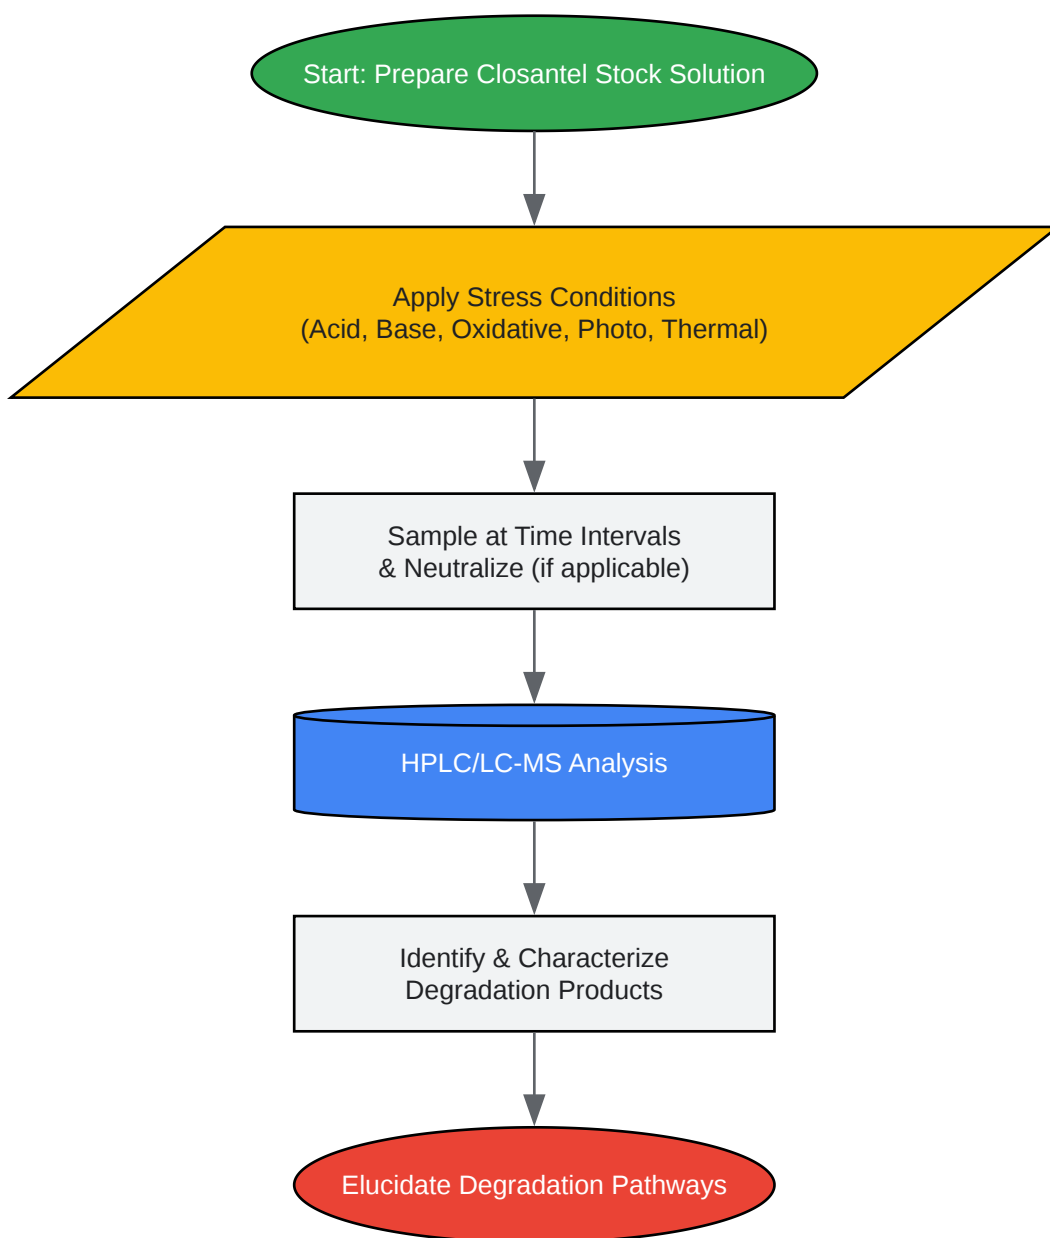 Start: Prepare Closantel Stock Solution
Apply Stress Conditions
(Acid, Base, Oxidative, Photo, Thermal)
Sample at Time Intervals
& Neutralize (if applicable)
HPLC/LC-MS Analysis
Identify & Characterize
Degradation Products
Elucidate Degradation Pathways